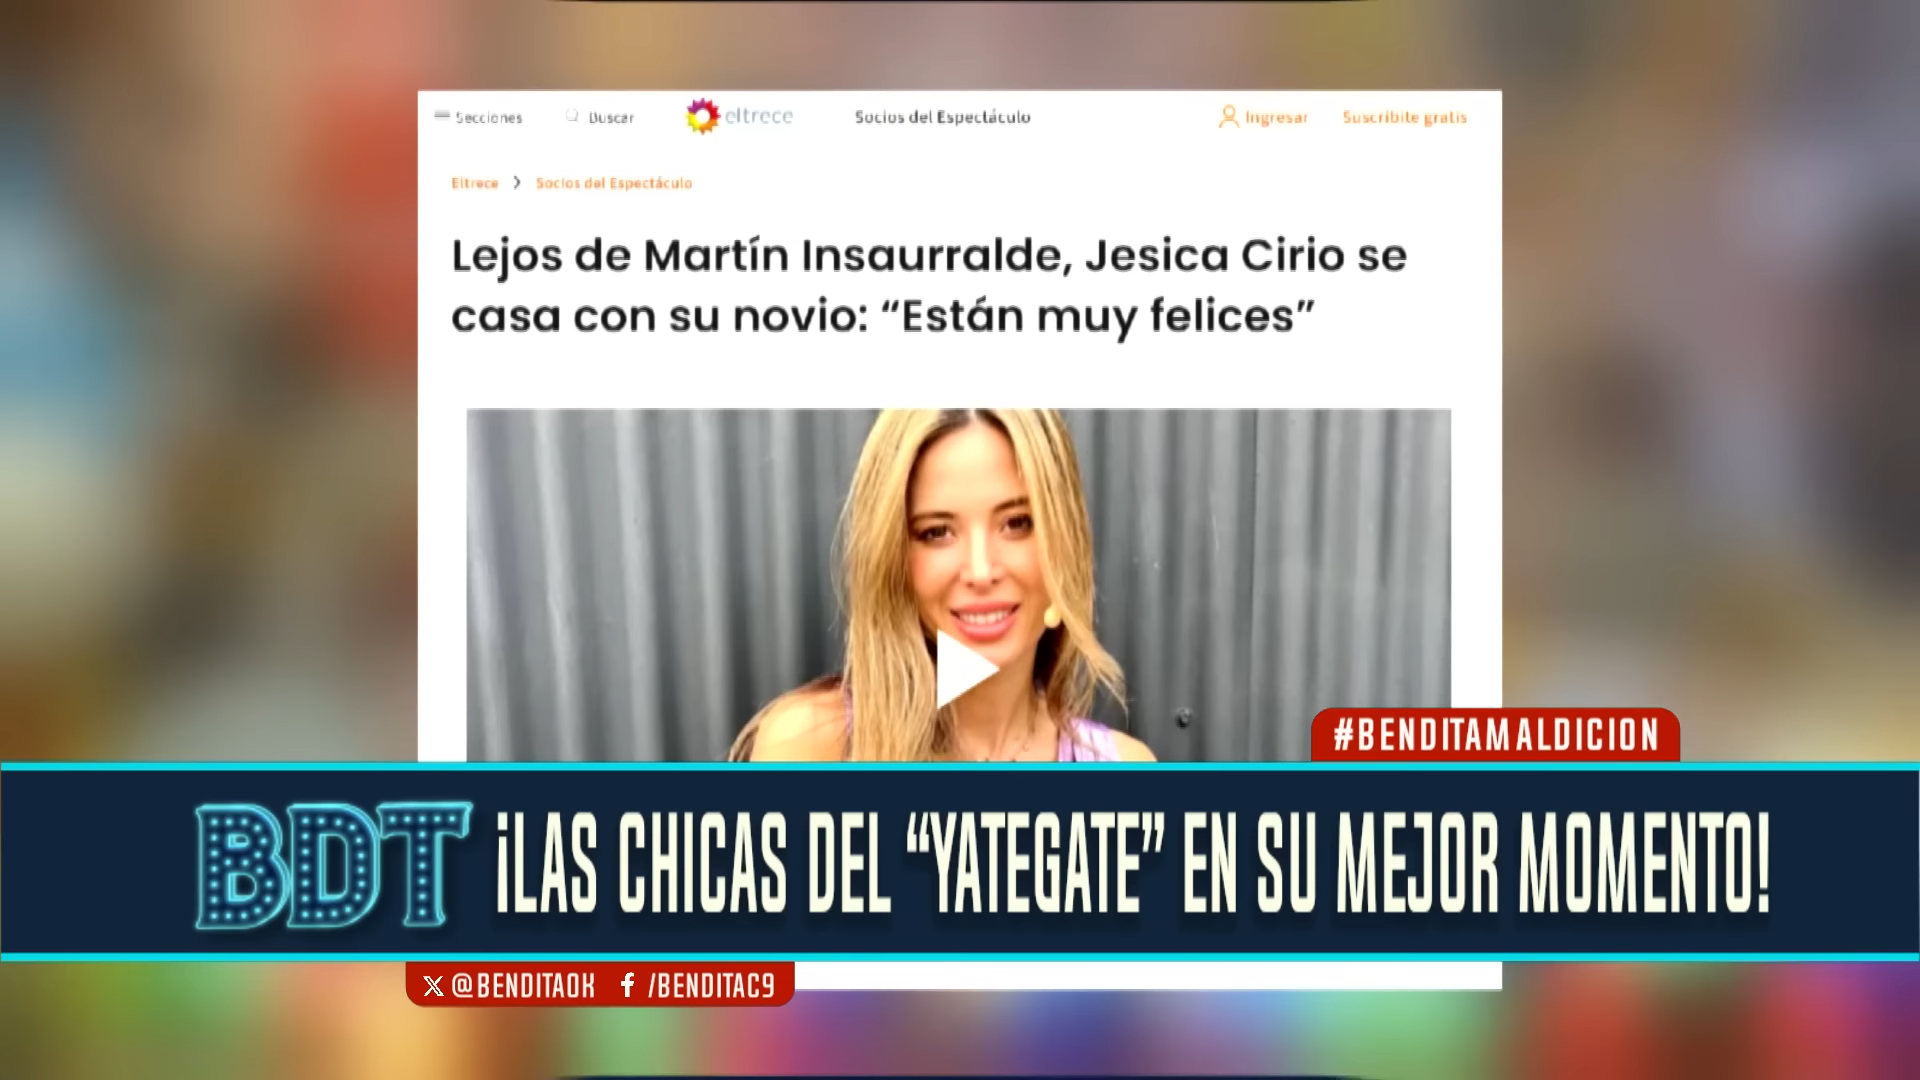 Secciones
Buscar
eltrece
Socios del Espectáculo
Ingresar
Suscribite gratis
Eltrece > Socios del Espectáculo
Lejos de Martín Insaurralde, Jesica Cirio se
casa con su novio: “Están muy felices”
#BENDITAMALDICION
BDT ¡LAS CHICAS DEL “YATEGATE” EN SU MEJOR MOMENTO!
X @BENDITAOK f /BENDITAC9